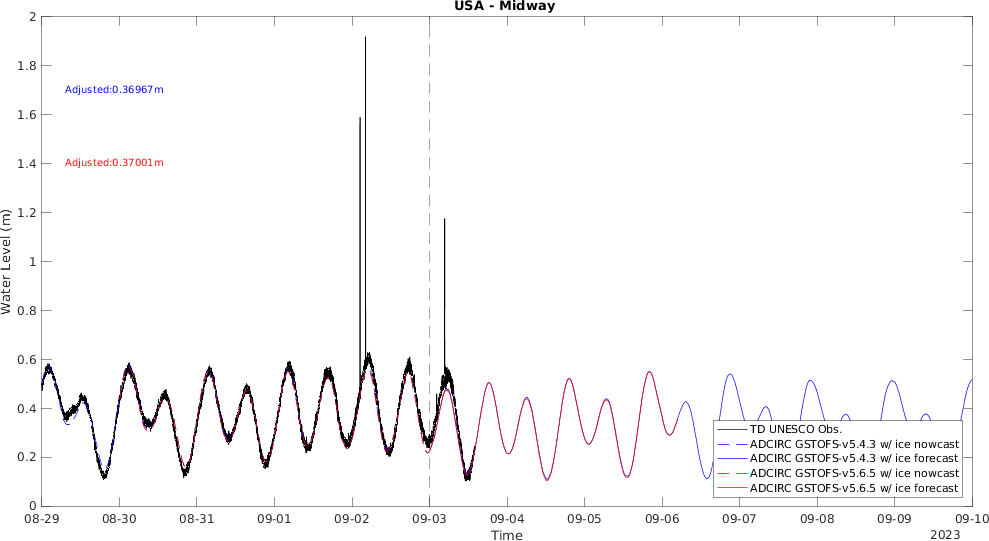 USA - Midway
2
1.8
1.6
1.4
1.2
1
0.8
0.6
0.4
0.2
0
Water Level (m)
Adjusted:0.36967m
Adjusted:0.37001m
TD UNESCO Obs.
ADCIRC GSTOFS-v5.4.3 w/ ice nowcast
ADCIRC GSTOFS-v5.4.3 w/ ice forecast
ADCIRC GSTOFS-v5.6.5 w/ ice nowcast
ADCIRC GSTOFS-v5.6.5 w/ ice forecast
08-29 08-30 08-31 09-01 09-02 09-03 09-04 09-05 09-06 09-07 09-08 09-09 09-10
Time
2023